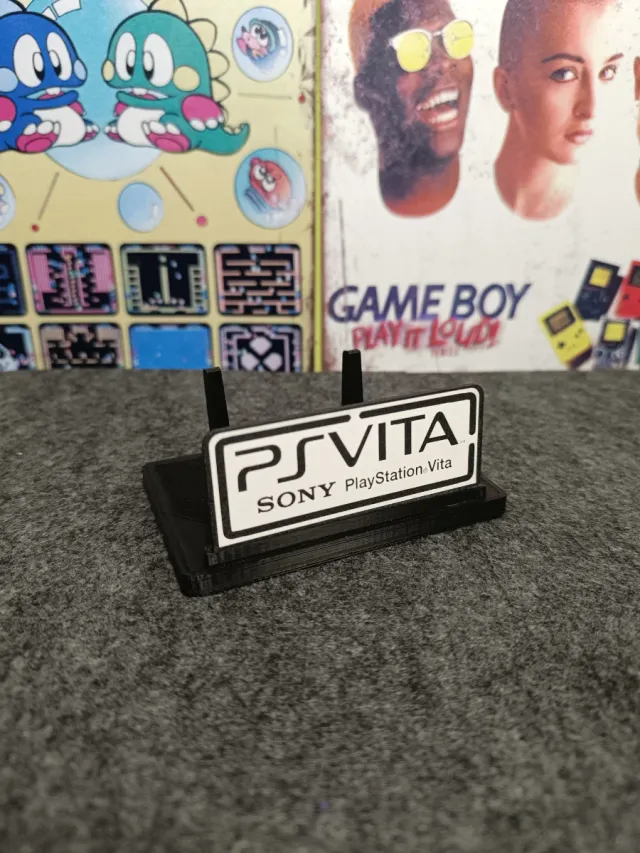 GAME BOY
PLAY IT LOUD!
PSVITA
SONY PlayStation®Vita